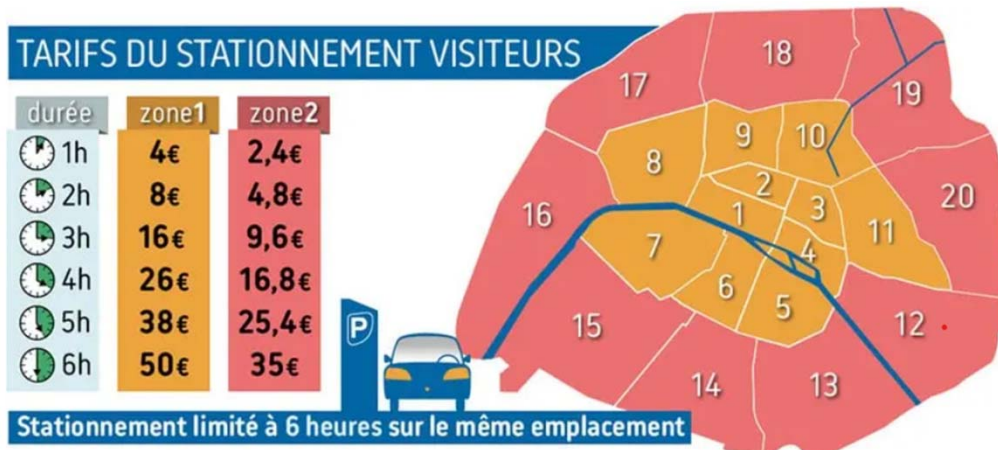 TARIFS DU STATIONNEMENT VISITEURS
durée zone1 zone2
1h 4€ 2,4€
2h 8€ 4,8€
3h 16€ 9,6€
4h 26€ 16,8€
5h 38€ 25,4€
6h 50€ 35€
P
Stationnement limité à 6 heures sur le même emplacement
18
17
19
9
10
8
2
20
16
1
3
11
7
4
6
5
15
12
14
13